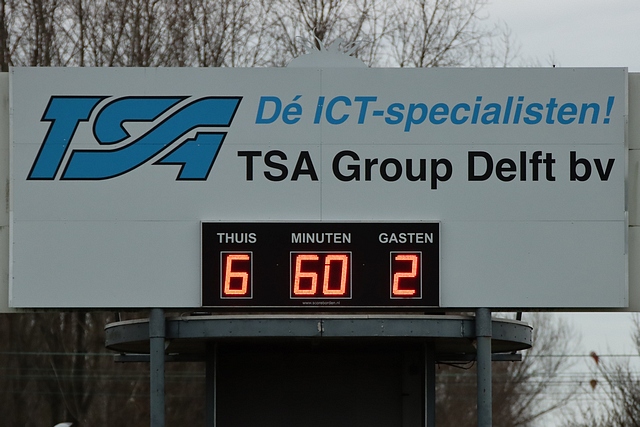 TSA
Dé ICT-specialisten!
TSA Group Delft bv
THUIS MINUTEN GASTEN
6 60 2